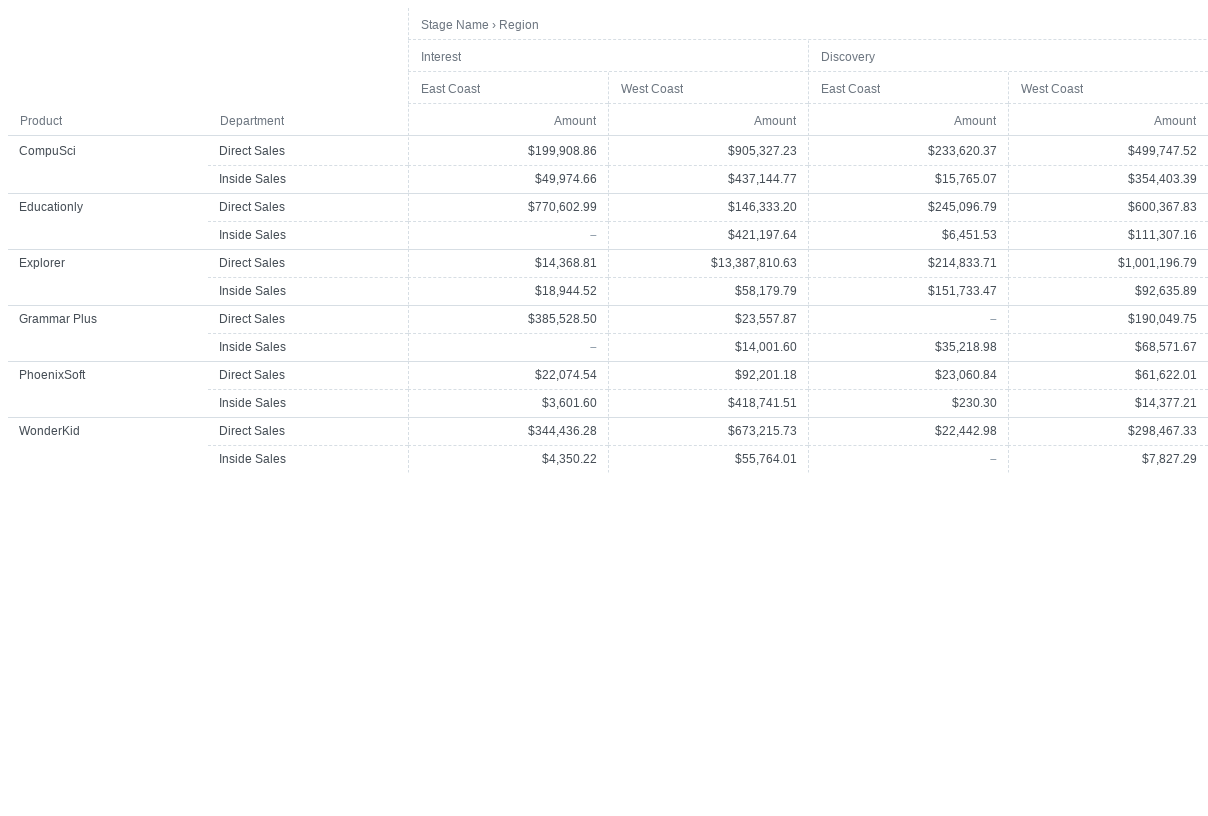 Stage Name › Region
Interest Discovery
East Coast West Coast East Coast West Coast
Product Department Amount Amount Amount Amount
CompuSci Direct Sales $199,908.86 $905,327.23 $233,620.37 $499,747.52
Inside Sales $49,974.66 $437,144.77 $15,765.07 $354,403.39
Educationly Direct Sales $770,602.99 $146,333.20 $245,096.79 $600,367.83
Inside Sales – $421,197.64 $6,451.53 $111,307.16
Explorer Direct Sales $14,368.81 $13,387,810.63 $214,833.71 $1,001,196.79
Inside Sales $18,944.52 $58,179.79 $151,733.47 $92,635.89
Grammar Plus Direct Sales $385,528.50 $23,557.87 – $190,049.75
Inside Sales – $14,001.60 $35,218.98 $68,571.67
PhoenixSoft Direct Sales $22,074.54 $92,201.18 $23,060.84 $61,622.01
Inside Sales $3,601.60 $418,741.51 $230.30 $14,377.21
WonderKid Direct Sales $344,436.28 $673,215.73 $22,442.98 $298,467.33
Inside Sales $4,350.22 $55,764.01 – $7,827.29